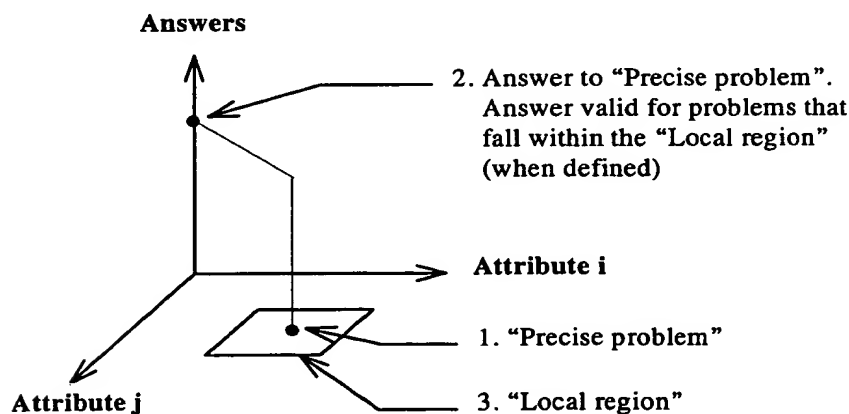 Answers
2. Answer to “Precise problem”.
Answer valid for problems that
fall within the “Local region”
(when defined)
Attribute i
1. “Precise problem”
3. “Local region”
Attribute j